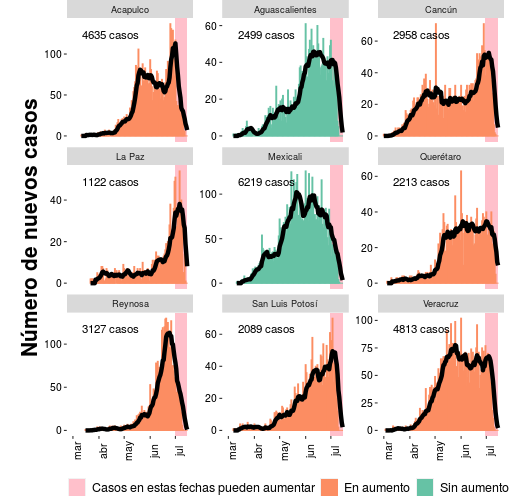 Número de nuevos casos
Acapulco
4635 casos
100
50
0
Aguascalientes
2499 casos
60
40
20
0
Cancún
2958 casos
60
40
20
0
La Paz
1122 casos
40
20
0
Mexicali
6219 casos
100
50
0
Querétaro
2213 casos
60
40
20
0
Reynosa
3127 casos
100
50
0
mar
abr
may
jun
jul
San Luis Potosí
2089 casos
60
40
20
0
mar
abr
may
jun
jul
Veracruz
4813 casos
100
75
50
25
0
mar
abr
may
jun
jul
Casos en estas fechas pueden aumentar
En aumento
Sin aumento